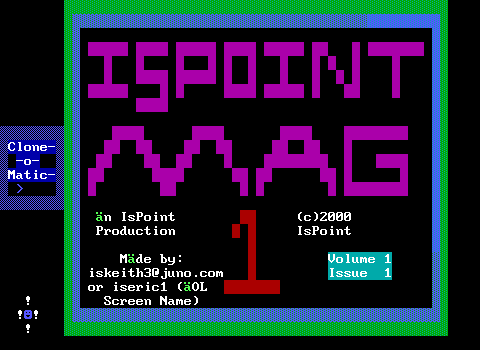 ISPOINT
MAG
Clone-
-o-
Matic-
>
än IsPoint
Production
1
(c)2000
IsPoint
Mäde by:
iskeith3@juno.com
or iseric1 (äOL
Screen Name)
Volume 1
Issue 1
!
!☺!
!